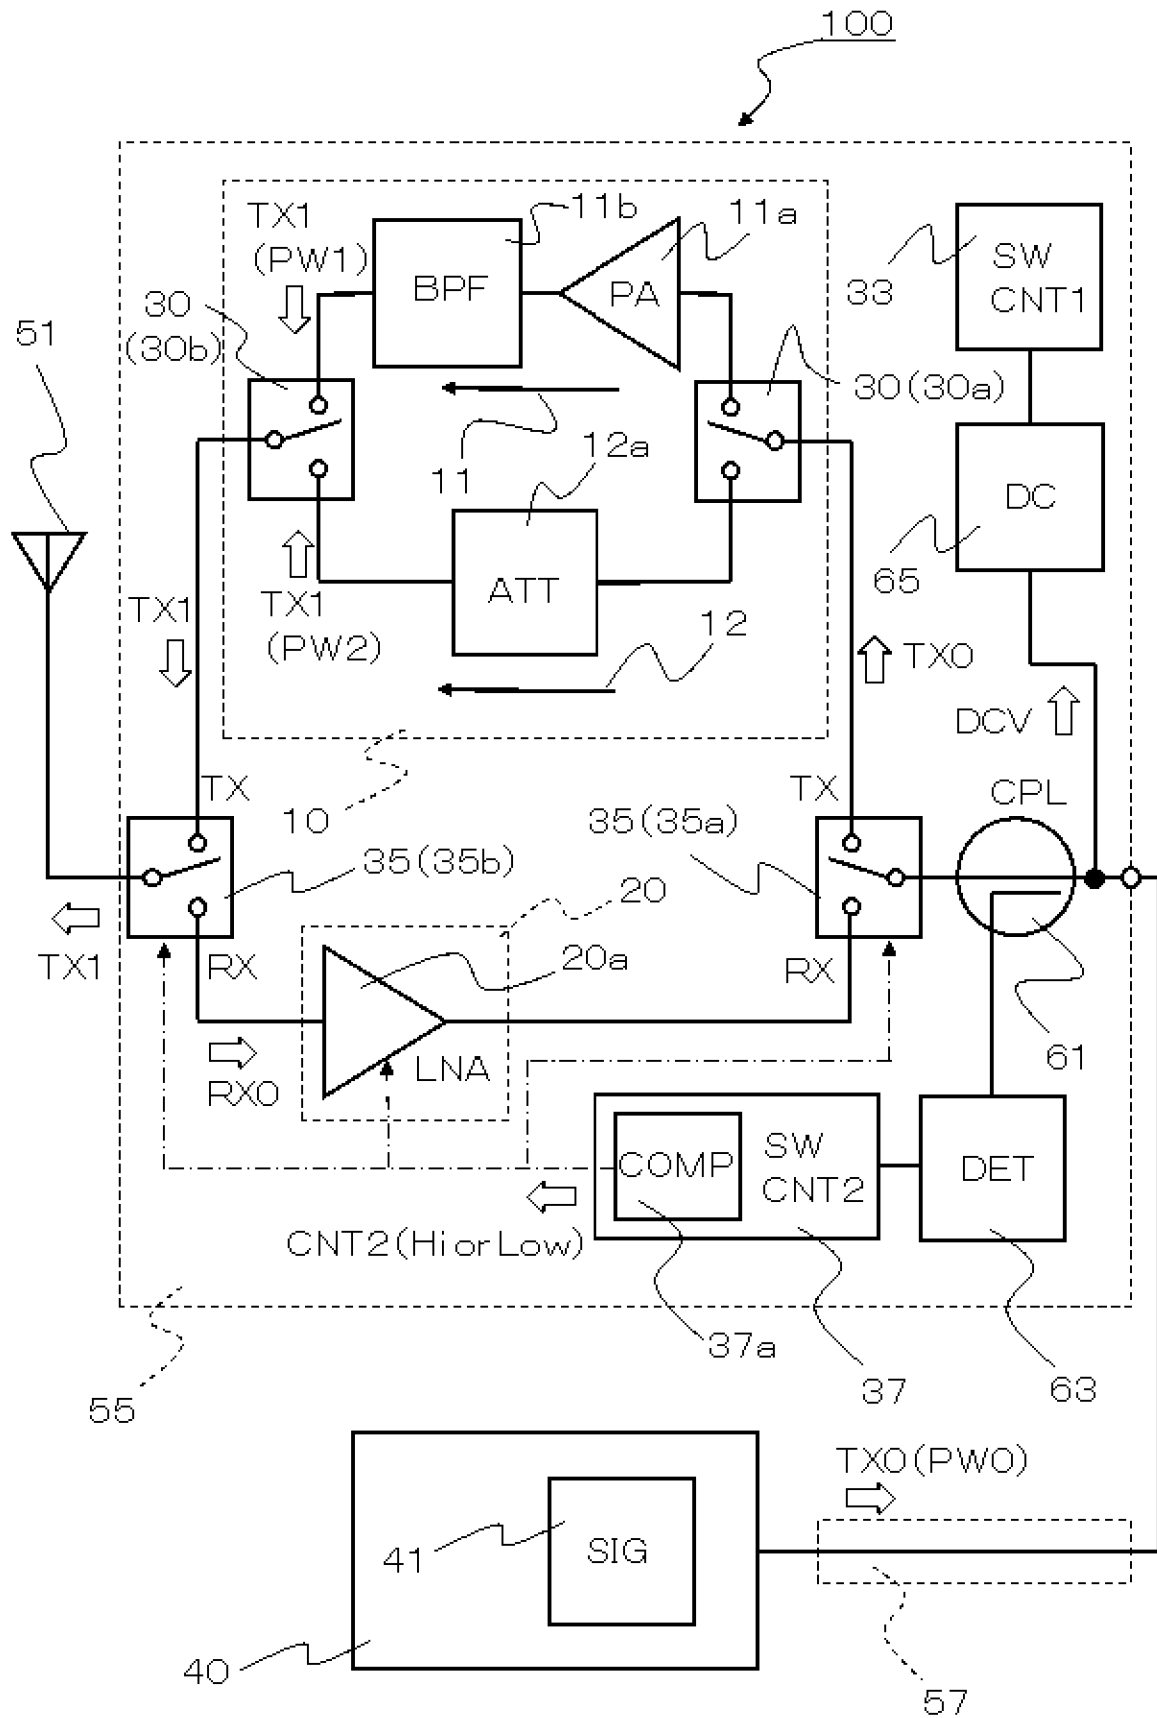 100
TX1
(PW1)
11b
11a
BPF
PA
SW
CNT1
33
30
(30b)
51
30(30a)
11
12a
DC
65
ATT
TX1
TX1
(PW2)
12
TX0
DCV
TX
10
TX
CPL
35(35a)
35(35b)
20
TX1
RX
20a
RX
61
RX0
LNA
COMP
SW
CNT2
DET
CNT2(Hi or Low)
37a
37
63
55
TX0(PW0)
41
SIG
40
57